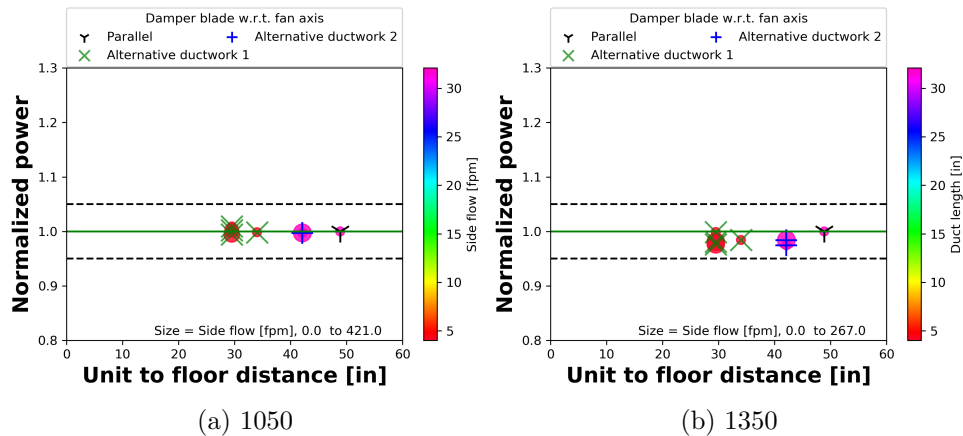 Damper blade w.r.t. fan axis
Parallel
Alternative ductwork 2
Alternative ductwork 1
1.3
1.2
1.1
1.0
0.9
0.8
Normalized power
0 10 20 30 40 50 60
Unit to floor distance [in]
Size = Side flow [fpm], 0.0 to 421.0
30
25
20
15
10
5
Side flow [fpm]
(a) 1050
Damper blade w.r.t. fan axis
Parallel
Alternative ductwork 2
Alternative ductwork 1
1.3
1.2
1.1
1.0
0.9
0.8
Normalized power
0 10 20 30 40 50 60
Unit to floor distance [in]
Size = Side flow [fpm], 0.0 to 267.0
30
25
20
15
10
5
Duct length [in]
(b) 1350